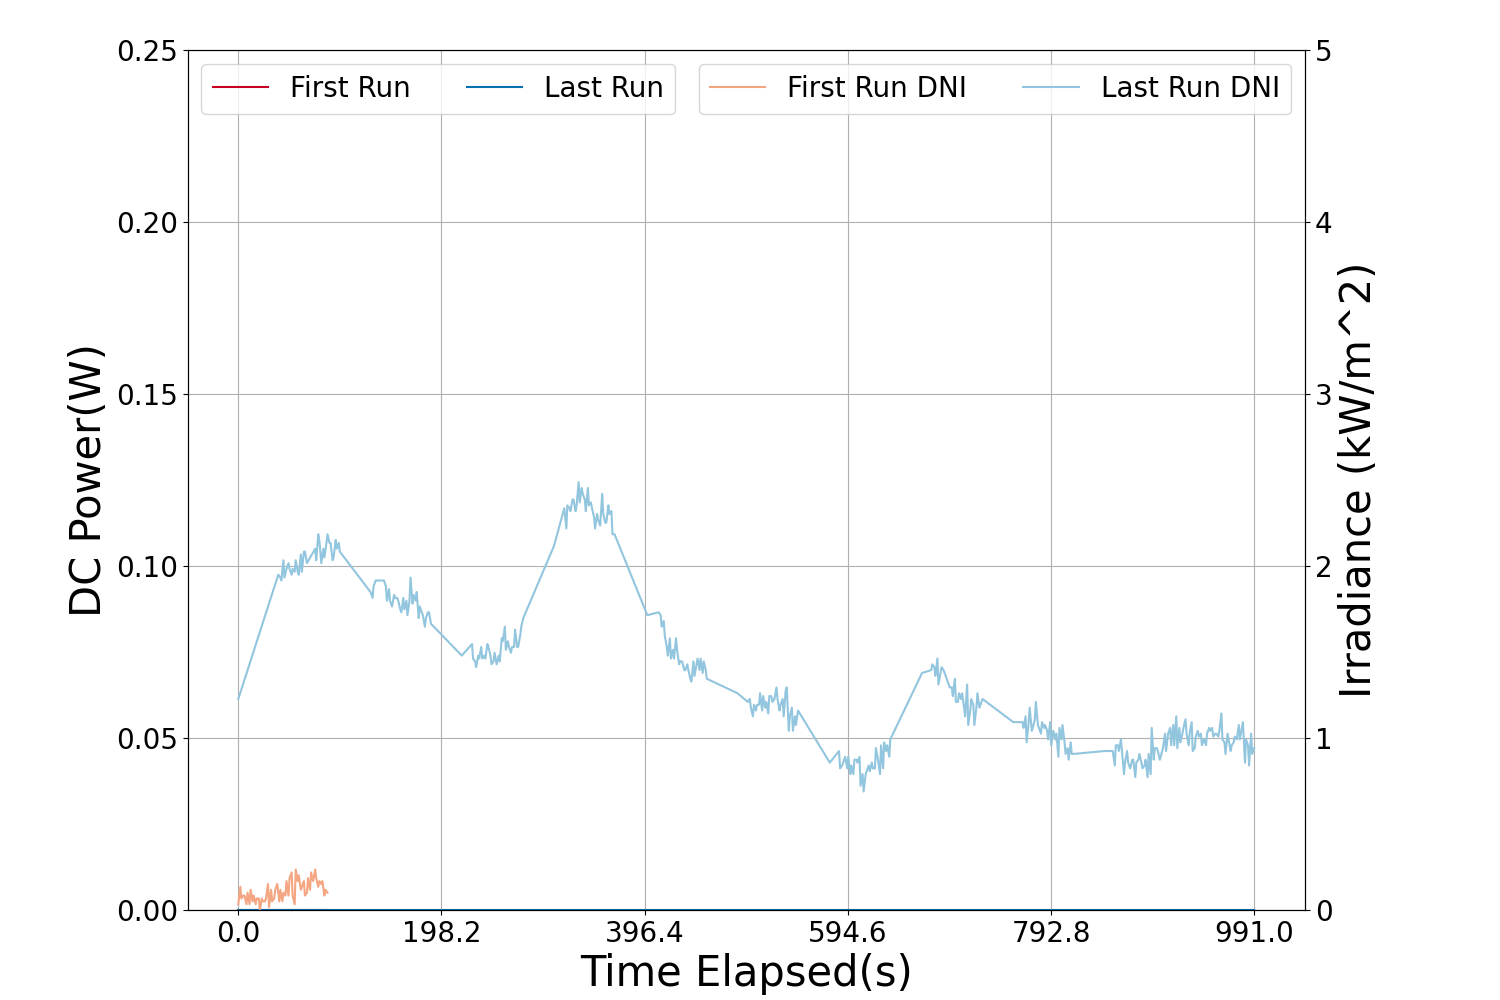 First Run
Last Run
First Run DNI
Last Run DNI
DC Power(W)
0.25
0.20
0.15
0.10
0.05
0.00
5
4
3
2
1
0
Irradiance (kW/m^2)
0.0 198.2 396.4 594.6 792.8 991.0
Time Elapsed(s)